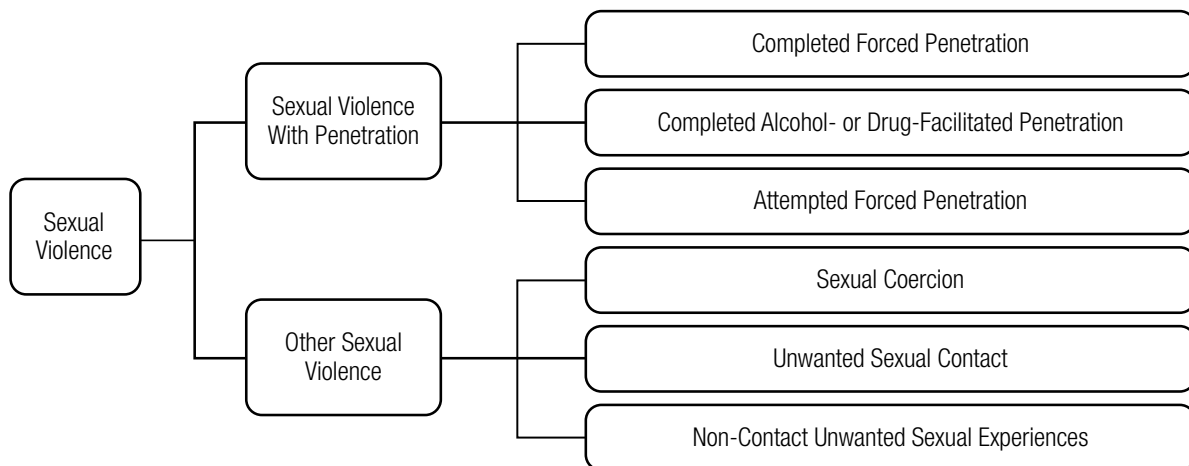 Sexual
Violence
Sexual Violence
With Penetration
Completed Forced Penetration
Completed Alcohol- or Drug-Facilitated Penetration
Attempted Forced Penetration
Other Sexual
Violence
Sexual Coercion
Unwanted Sexual Contact
Non-Contact Unwanted Sexual Experiences